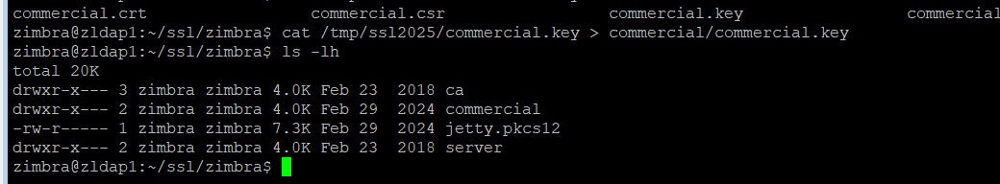 commercial.crt commercial.csr commercial.key commercial
zimbra@zldap1:~/ssl/zimbra$ cat /tmp/ssl2025/commercial.key > commercial/commercial.key
zimbra@zldap1:~/ssl/zimbra$ ls -lh
total 20K
drwxr-x--- 3 zimbra zimbra 4.0K Feb 23  2018 ca
drwxr-x--- 2 zimbra zimbra 4.0K Feb 29  2024 commercial
-rw-r----- 1 zimbra zimbra 7.3K Feb 29  2024 jetty.pkcs12
drwxr-x--- 2 zimbra zimbra 4.0K Feb 23  2018 server
zimbra@zldap1:~/ssl/zimbra$